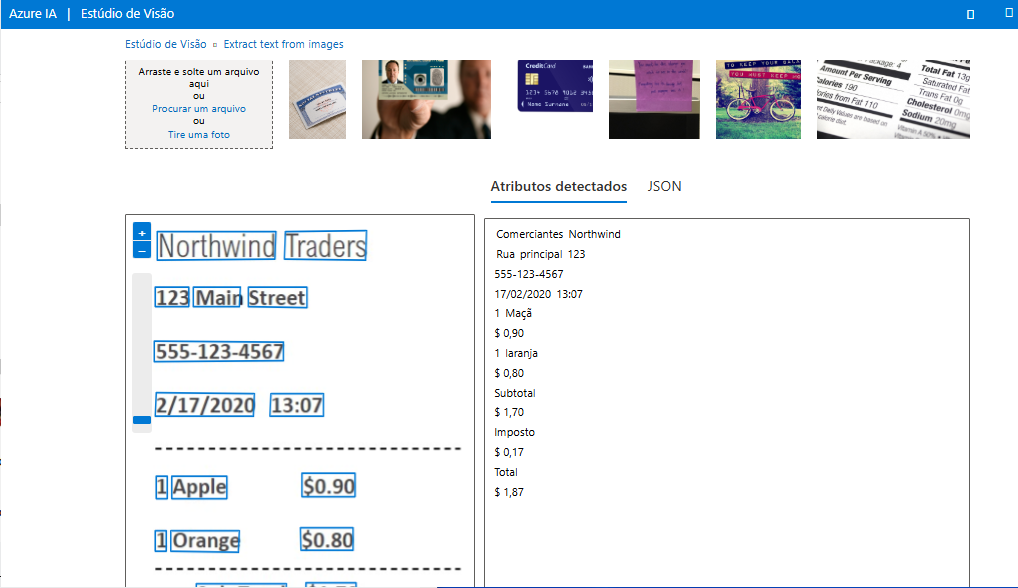 Azure IA | Estúdio de Visão
Estúdio de Visão Extract text from images
Arraste e solte um arquivo
aqui
ou
Procurar um arquivo
ou
Tire uma foto
CreditCard
Name Surname
TO KEEP YOUR BALA
YOU MUST KEEP MO
Amount Per Serving
Calories 190
ories from Fat 110
Total Fat 13g
Saturated Fat
Trans Fat 0g
Cholesterol 0mg
Sodium 20mg
Atributos detectados JSON
+
−
Northwind Traders
123 Main Street
555-123-4567
2/17/2020 13:07
1 Apple $0.90
1 Orange $0.80
Comerciantes Northwind
Rua principal 123
555-123-4567
17/02/2020 13:07
1 Maçã
$ 0,90
1 laranja
$ 0,80
Subtotal
$ 1,70
Imposto
$ 0,17
Total
$ 1,87